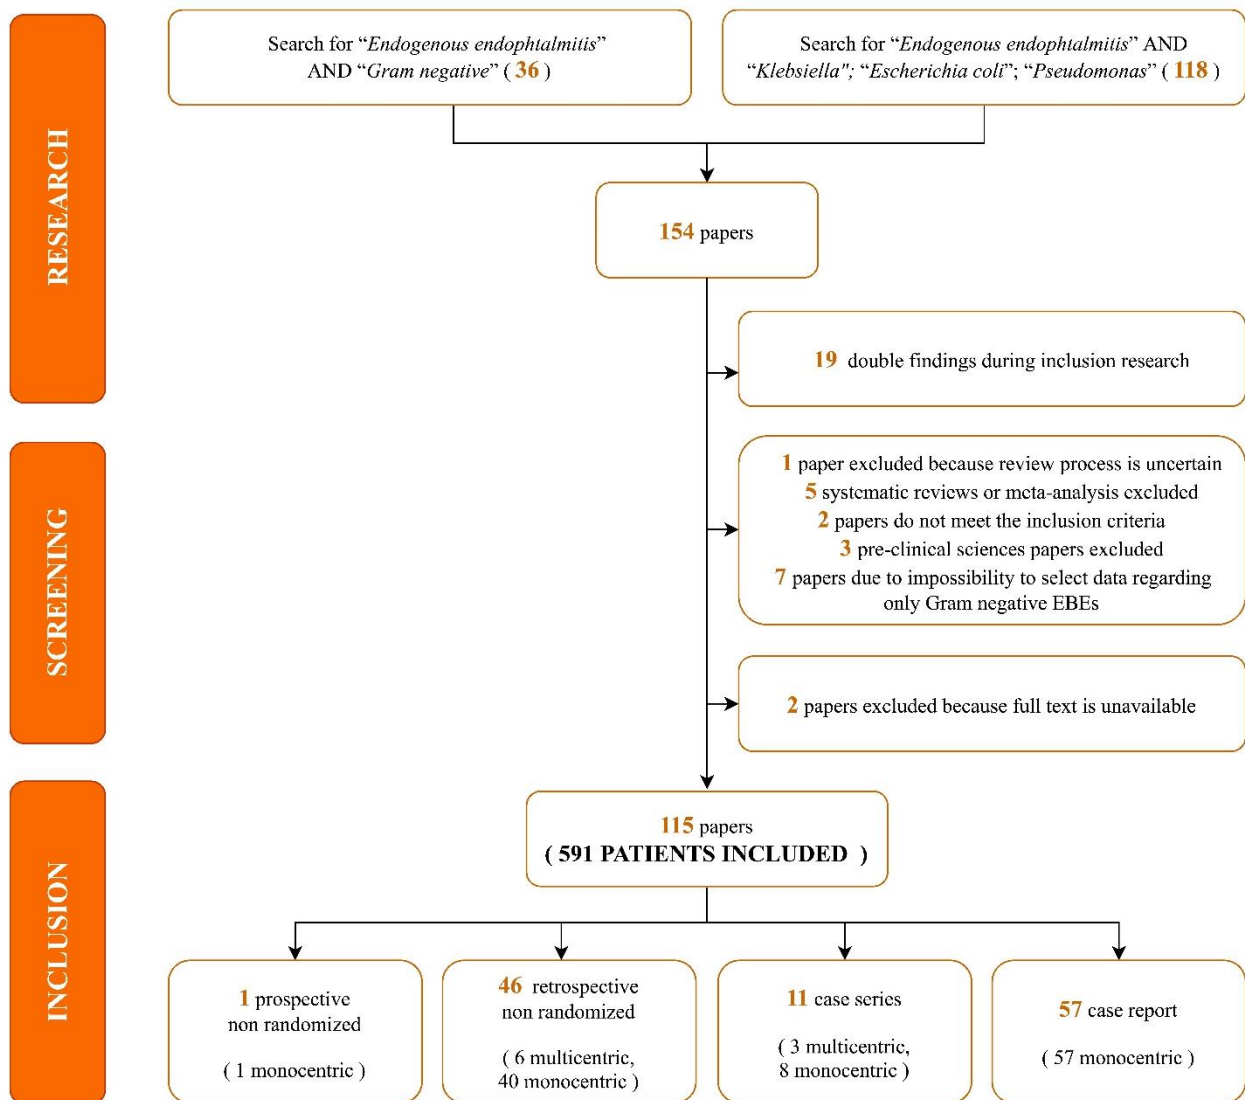 RESEARCH
Search for “Endogenous endophtalmitis”
AND “Gram negative” ( 36 )
Search for “Endogenous endophtalmitis” AND
“Klebsiella"; “Escherichia coli”; “Pseudomonas” ( 118 )
154 papers
19 double findings during inclusion research
SCREENING
1 paper excluded because review process is uncertain
5 systematic reviews or meta-analysis excluded
2 papers do not meet the inclusion criteria
3 pre-clinical sciences papers excluded
7 papers due to impossibility to select data regarding
only Gram negative EBEs
2 papers excluded because full text is unavailable
INCLUSION
115 papers
( 591 PATIENTS INCLUDED )
1 prospective
non randomized
( 1 monocentric )
46 retrospective
non randomized
( 6 multicentric,
40 monocentric )
11 case series
( 3 multicentric,
8 monocentric )
57 case report
( 57 monocentric )